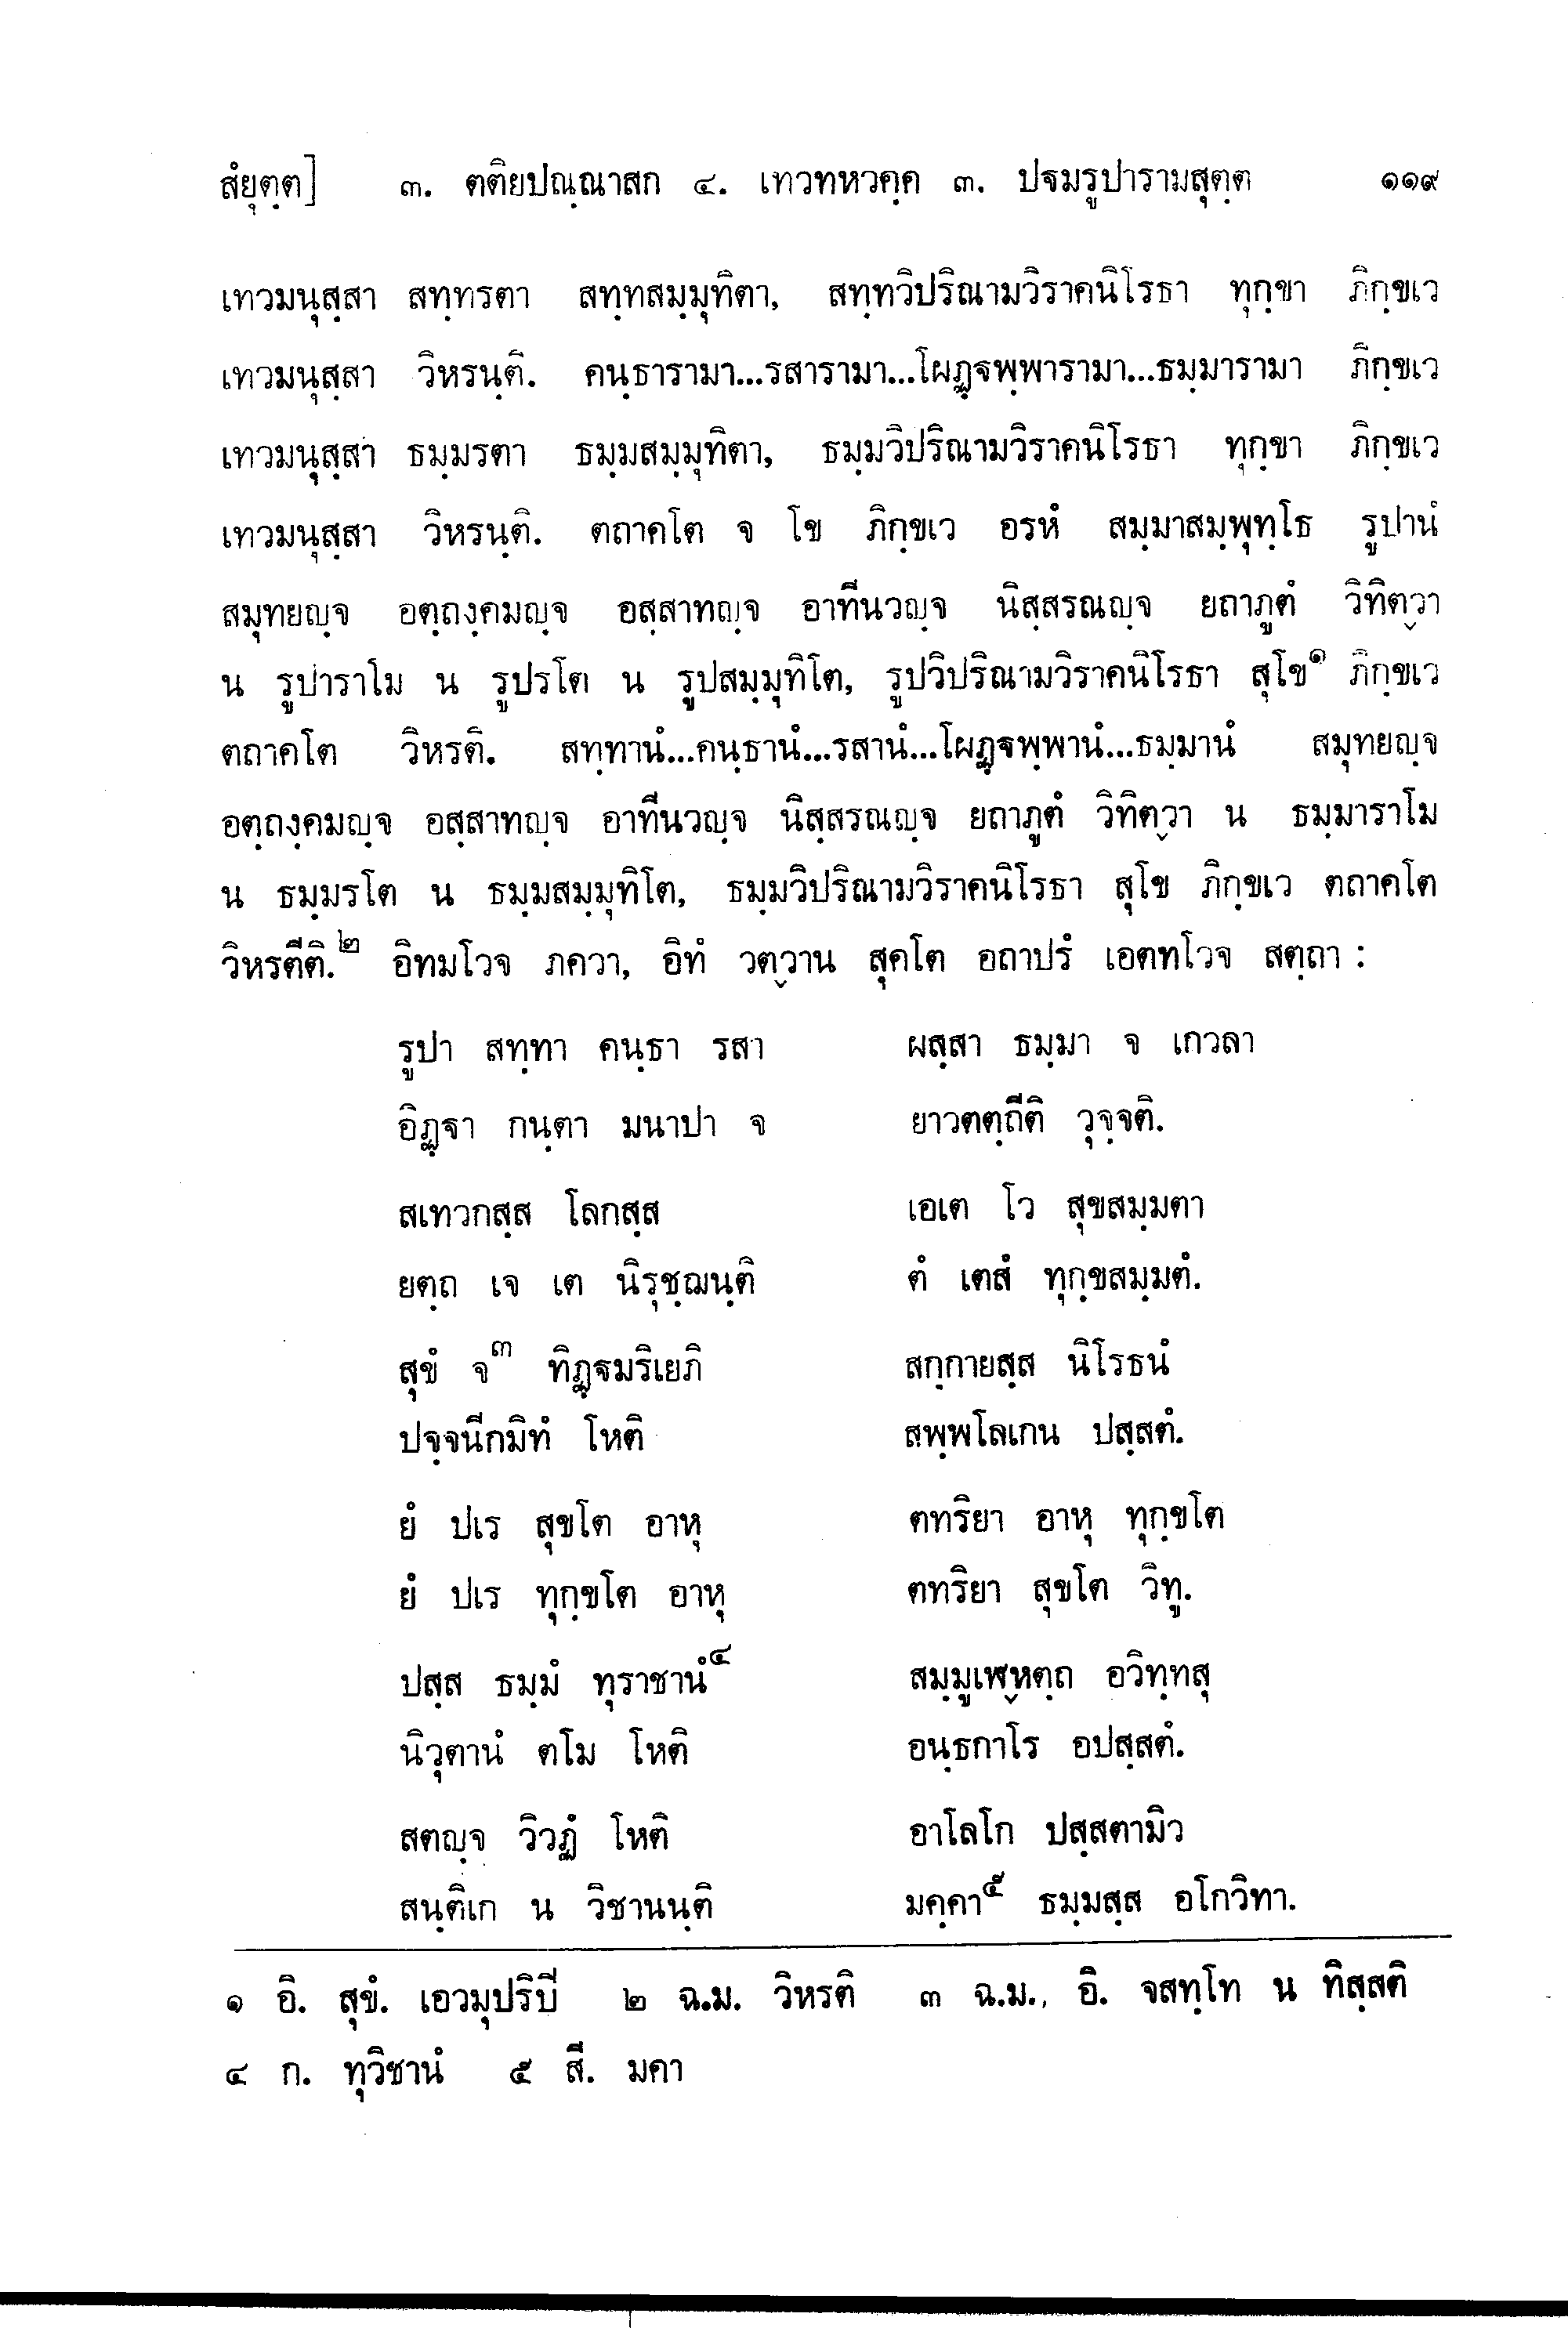 สํยุตฺต] ๓. ตติยปณฺณาสก ๔. เทวทหวคฺค ๓. ปฐมรูปารามสุตฺต ๑๑๙
เทวมนุสฺสา สทฺทรตา สทฺทสมฺมุทิตา, สทฺทวิปริณามวิราคนิโรธา ทุกฺขา ภิกฺขเว
เทวมนุสฺสา วิหรนฺติ. คนฺธารามา...รสารามา...โผฏฺฐพฺพารามา...ธมฺมารามา ภิกฺขเว
เทวมนุสฺสา ธมฺมรตา ธมฺมสมฺมุทิตา, ธมฺมวิปริณามวิราคนิโรธา ทุกฺขา ภิกฺขเว
เทวมนุสฺสา วิหรนฺติ. ตถาคโต จ โข ภิกฺขเว อรหํ สมฺมาสมฺพุทฺโธ รูปานํ
สมุทยญฺจ อตฺถงฺคมญฺจ อสฺสาทญฺจ อาทีนวญฺจ นิสฺสรณญฺจ ยถาภูตํ วิทิตฺวา
น รูปาราโม น รูปรโต น รูปสมฺมุทิโต, รูปวิปริณามวิราคนิโรธา สุโข๑ ภิกฺขเว
ตถาคโต วิหรติ. สทฺทานํ...คนฺธานํ...รสานํ...โผฏฺฐพฺพานํ...ธมฺมานํ สมุทยญฺจ
อตฺถงฺคมญฺจ อสฺสาทญฺจ อาทีนวญฺจ นิสฺสรณญฺจ ยถาภูตํ วิทิตฺวา น ธมฺมาราโม
น ธมฺมรโต น ธมฺมสมฺมุทิโต, ธมฺมวิปริณามวิราคนิโรธา สุโข ภิกฺขเว ตถาคโต
วิหรตีติ.๒ อิทมโวจ ภควา, อิทํ วตฺวาน สุคโต อถาปรํ เอตทโวจ สตฺถา :
รูปา สทฺทา คนฺธา รสา ผสฺสา ธมฺมา จ เกวลา
อิฏฺฐา กนฺตา มนาปา จ ยาวตตฺถีติ วุจฺจติ.
สเทวกสฺส โลกสฺส เอเต โว สุขสมฺมตา
ยตฺถ เจ เต นิรุชฺฌนฺติ ตํ เตสํ ทุกฺขสมฺมตํ.
สุขํ จ๓ ทิฏฺฐมริเยภิ สกฺกายสฺส นิโรธนํ
ปจฺจนีกมิทํ โหติ สพฺพโลเกน ปสฺสตํ.
ยํ ปเร สุขโต อาหุ ตทริยา อาหุ ทุกฺขโต
ยํ ปเร ทุกฺขโต อาหุ ตทริยา สุขโต วิทู.
ปสฺส ธมฺมํ ทุราชานํ๔ สมฺมูเฬฺหตฺถ อวิทฺทสุ
นิวุตานํ ตโม โหติ อนฺธกาโร อปสฺสตํ.
สตญฺจ วิวฏํ โหติ อาโลโก ปสฺสตามิว
สนฺติเก น วิชานนฺติ มคฺคา๕ ธมฺมสฺส อโกวิทา.
๑ อิ. สุขํ. เอวมุปริปี ๒ ฉ.ม. วิหรติ ๓ ฉ.ม., อิ. จสทฺโท น ทิสฺสติ
๔ ก. ทุวิชานํ ๕ สี. มคา